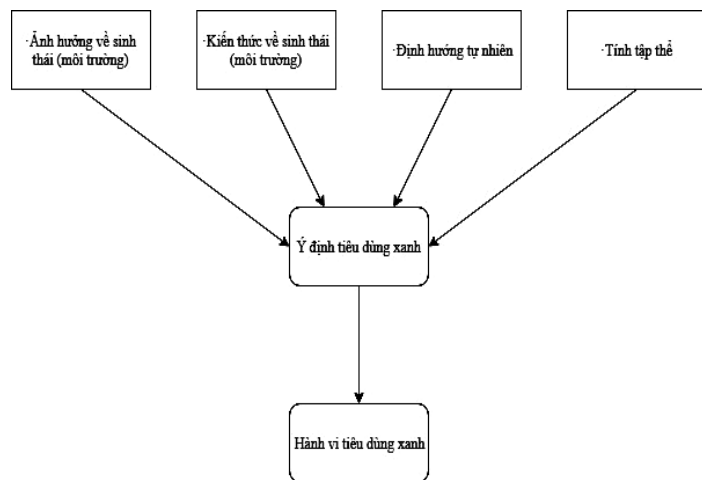 ·Ảnh hưởng về sinh
thái (môi trường)
·Kiến thức về sinh thái
(môi trường)
·Định hướng tự nhiên
·Tính tập thể
Ý định tiêu dùng xanh
Hành vi tiêu dùng xanh